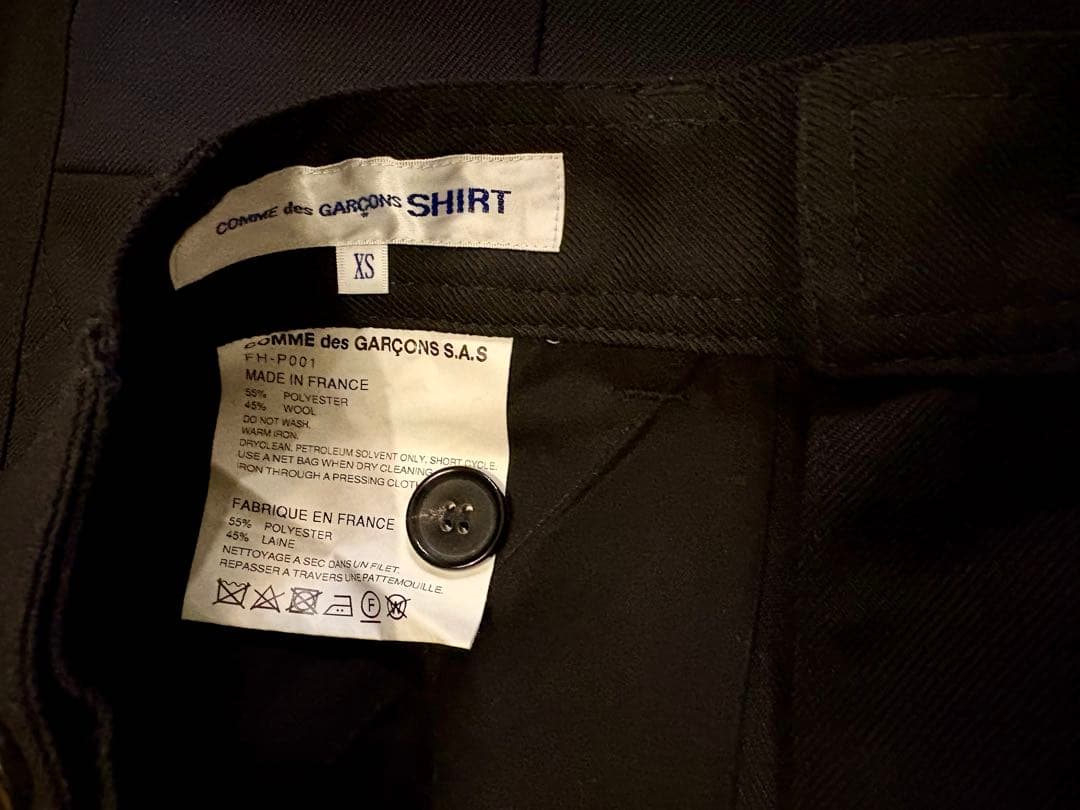 COMME des GARÇONS SHIRT
XS
COMME des GARÇONS S.A.S
FH-P001
MADE IN FRANCE
55% POLYESTER
45% WOOL
DO NOT WASH.
WARM IRON.
DRYCLEAN, PETROLEUM SOLVENT ONLY, SHORT CYCLE.
USE A NET BAG WHEN DRY CLEANING
IRON THROUGH A PRESSING CLOTH
FABRIQUE EN FRANCE
55% POLYESTER
45% LAINE
NETTOYAGE A SEC DANS UN FILET.
REPASSER A TRAVERS UNE PATTEMOUILLE.
F W